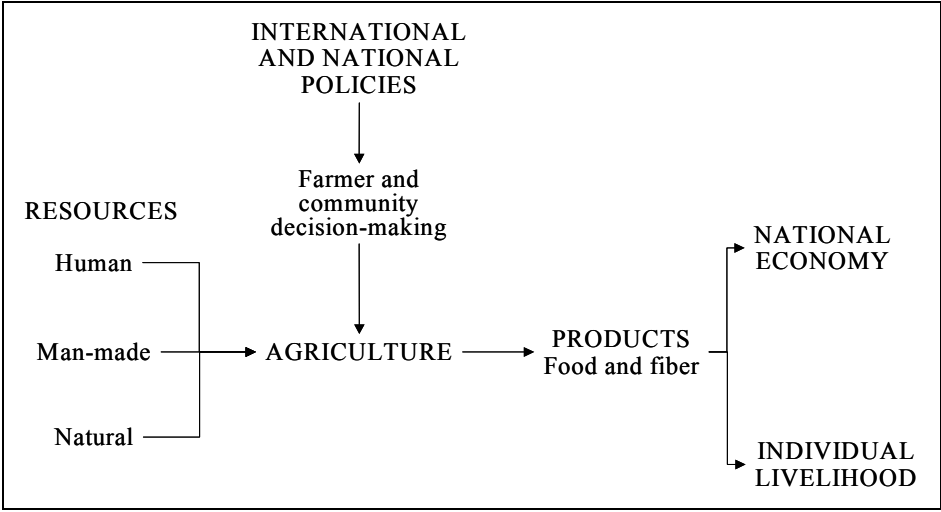 INTERNATIONAL
AND NATIONAL
POLICIES
Farmer and
community
decision-making
RESOURCES
Human
Man-made
Natural
AGRICULTURE
PRODUCTS
Food and fiber
NATIONAL
ECONOMY
INDIVIDUAL
LIVELIHOOD